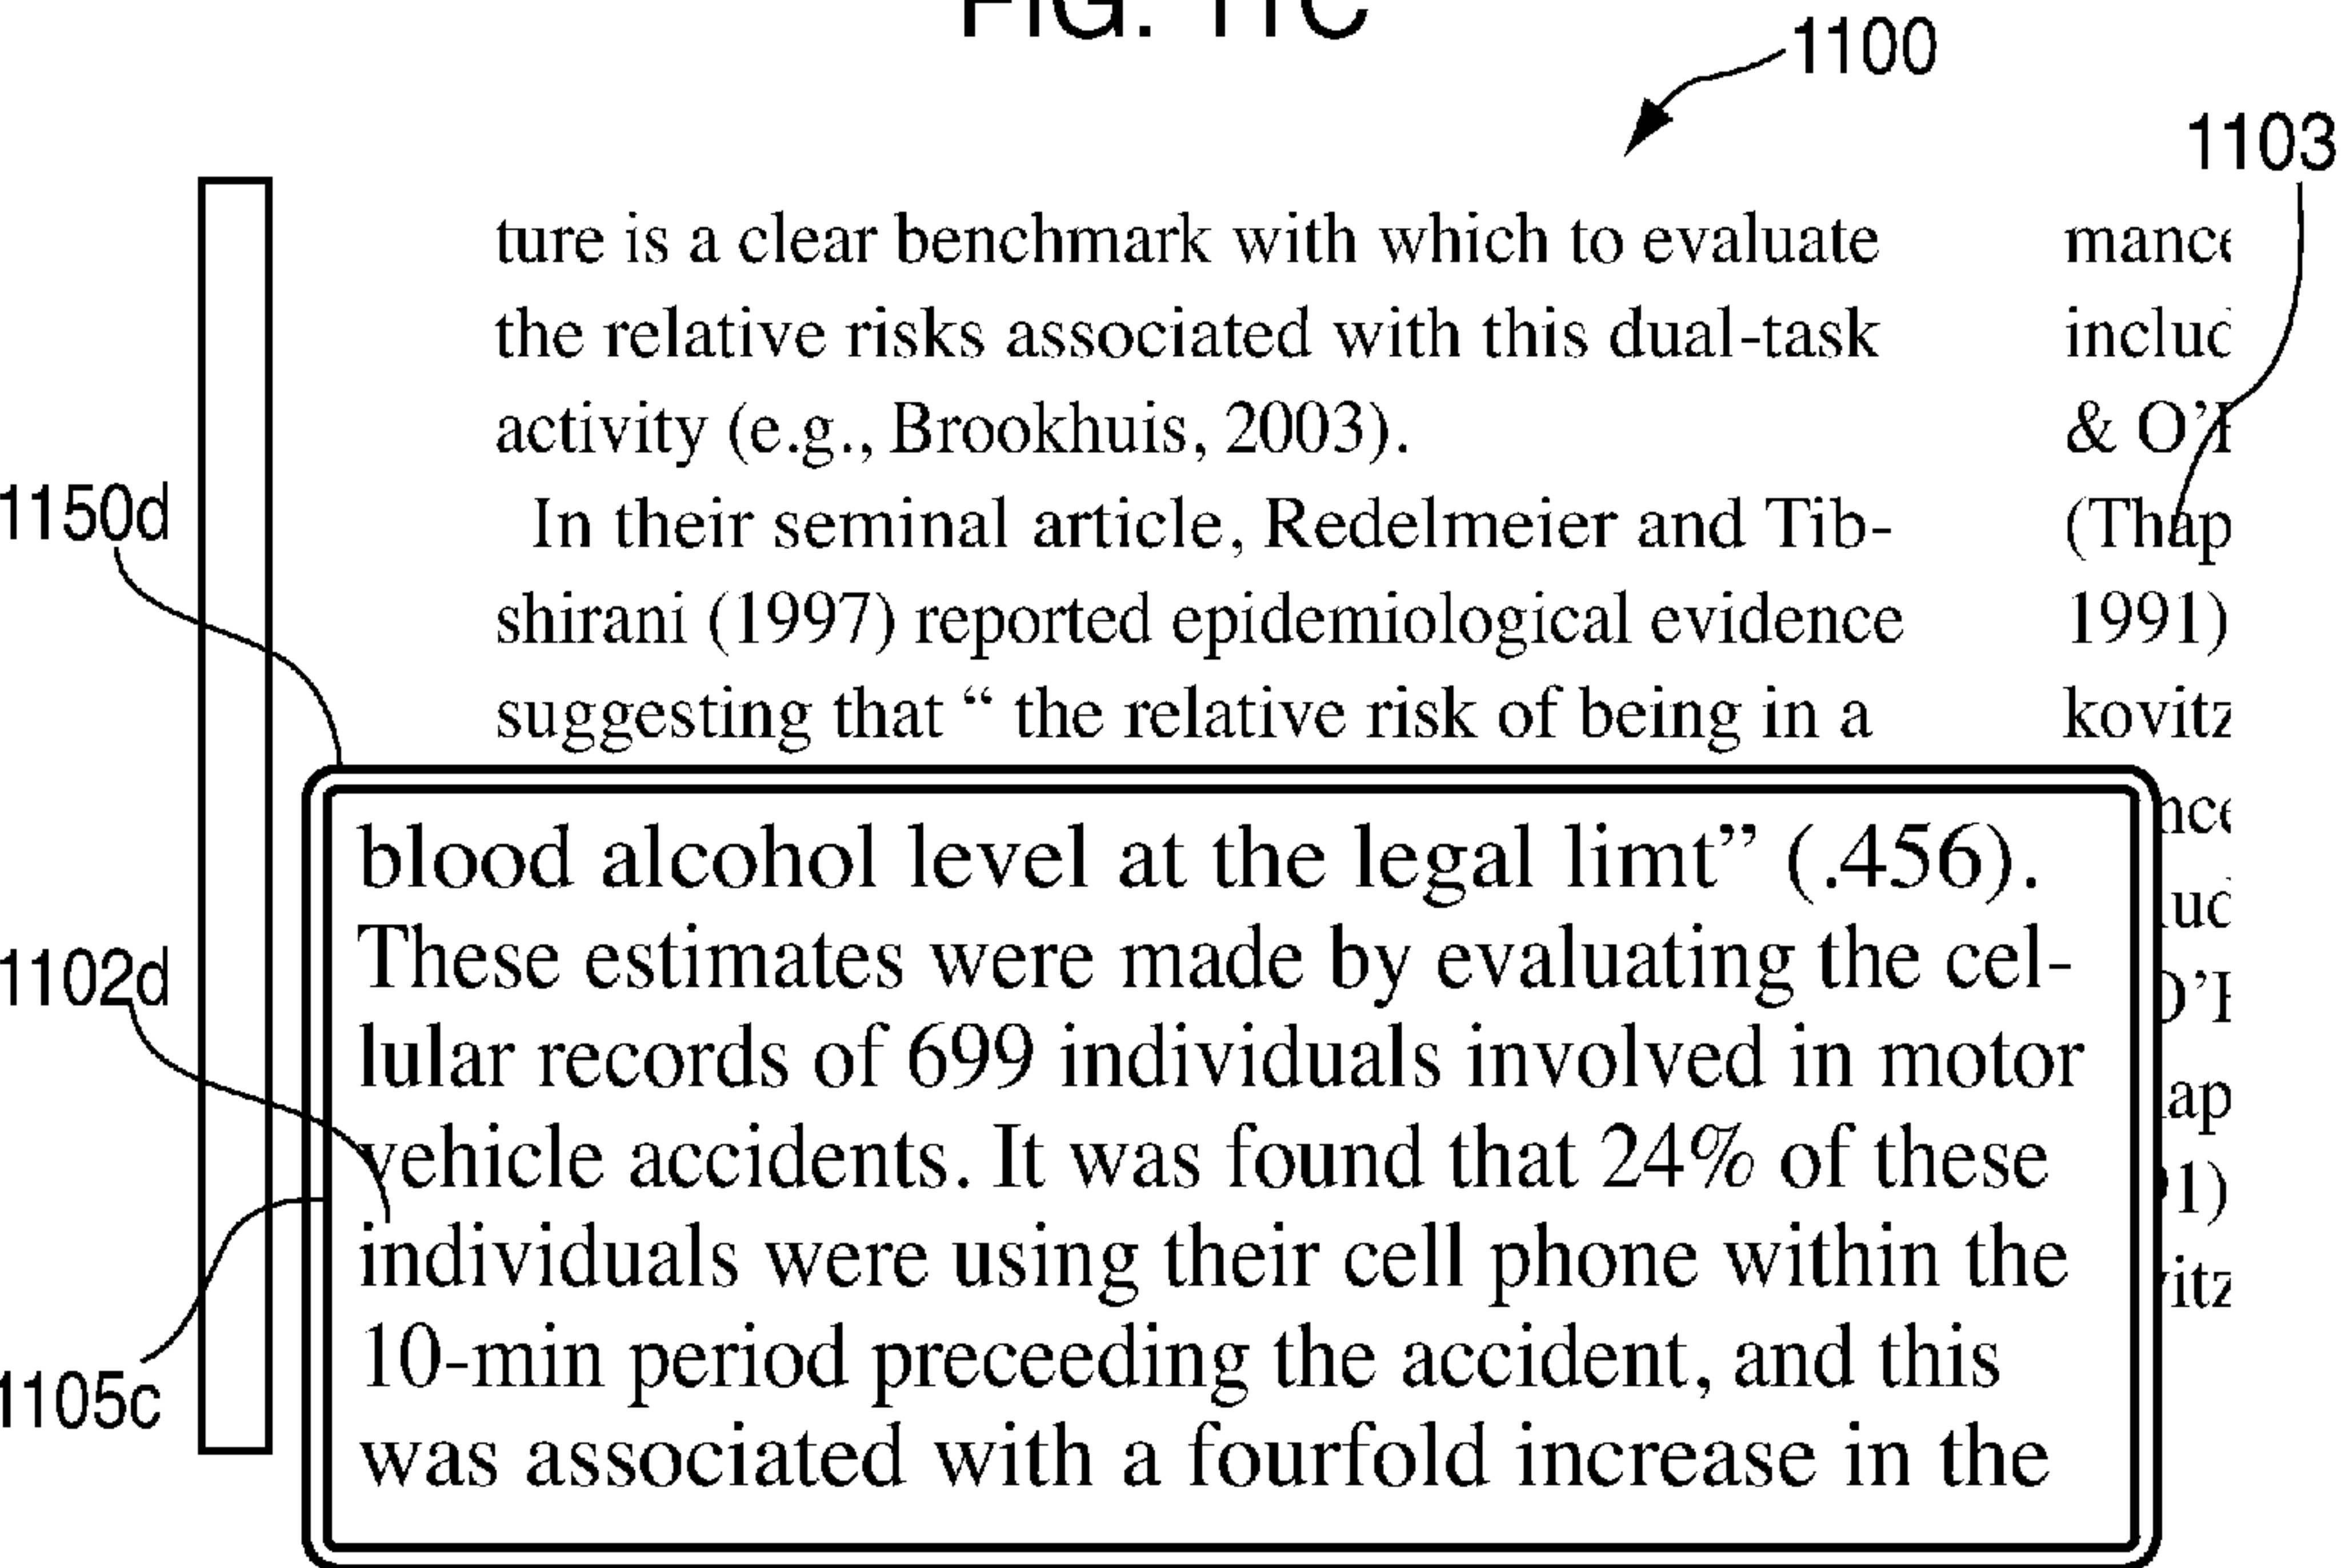 FIG. 11C
1100
1103
ture is a clear benchmark with which to evaluate
the relative risks associated with this dual-task
activity (e.g., Brookhuis, 2003).
In their seminal article, Redelmeier and Tib-
shirani (1997) reported epidemiological evidence
suggesting that “ the relative risk of being in a
& O’
1991)
kovitz
1150d
1102d
1105c
blood alcohol level at the legal limt” (.456).
These estimates were made by evaluating the cel-
lular records of 699 individuals involved in motor
vehicle accidents. It was found that 24% of these
individuals were using their cell phone within the
10-min period preceeding the accident, and this
was associated with a fourfold increase in the